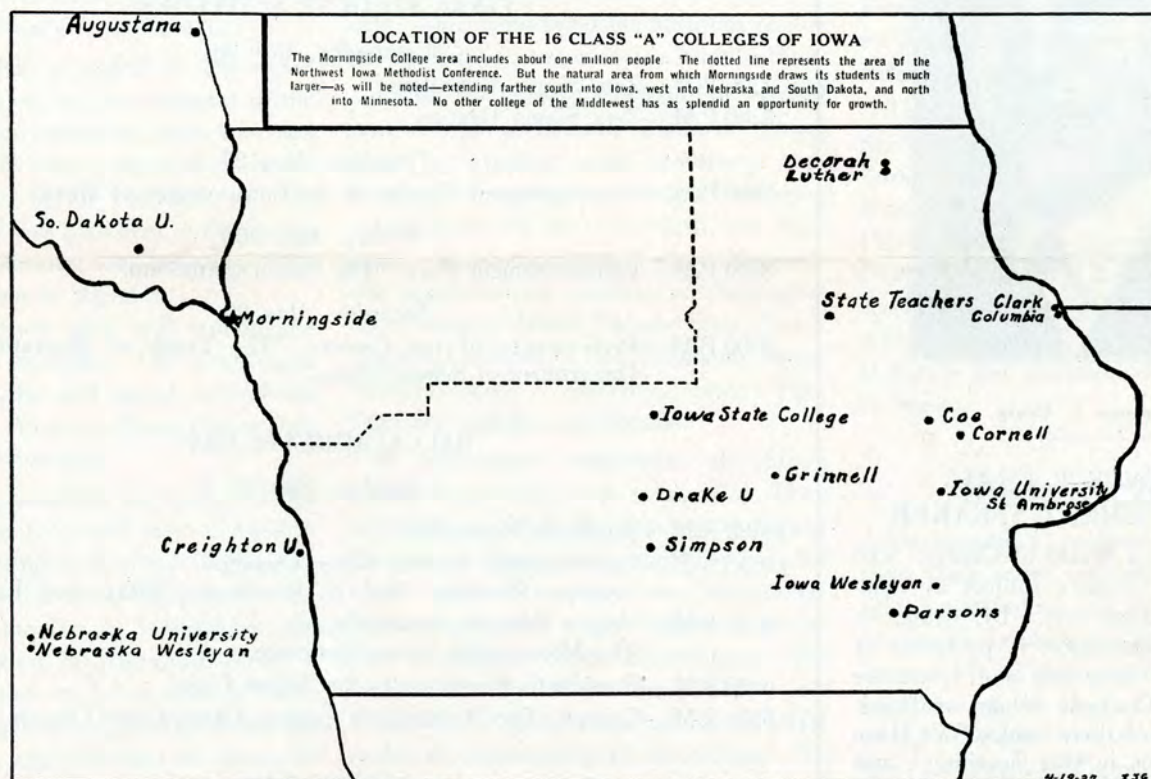 Augustana
LOCATION OF THE 16 CLASS "A" COLLEGES OF IOWA
The Morningside College area includes about one million people The dotted line represents the area of the
Northwest Iowa Methodist Conference. But the natural area from which Morningside draws its students is much
larger—as will be noted—extending farther south into Iowa, west into Nebraska and South Dakota, and north
into Minnesota. No other college of the Middlewest has as splendid an opportunity for growth.
Decorah
Luther
So. Dakota U.
Morningside
State Teachers
Clark
Columbia
Iowa State College
Coe
Cornell
Grinnell
Drake U
Iowa University
St Ambrose
Creighton U.
Simpson
Iowa Wesleyan
Parsons
Nebraska University
Nebraska Wesleyan